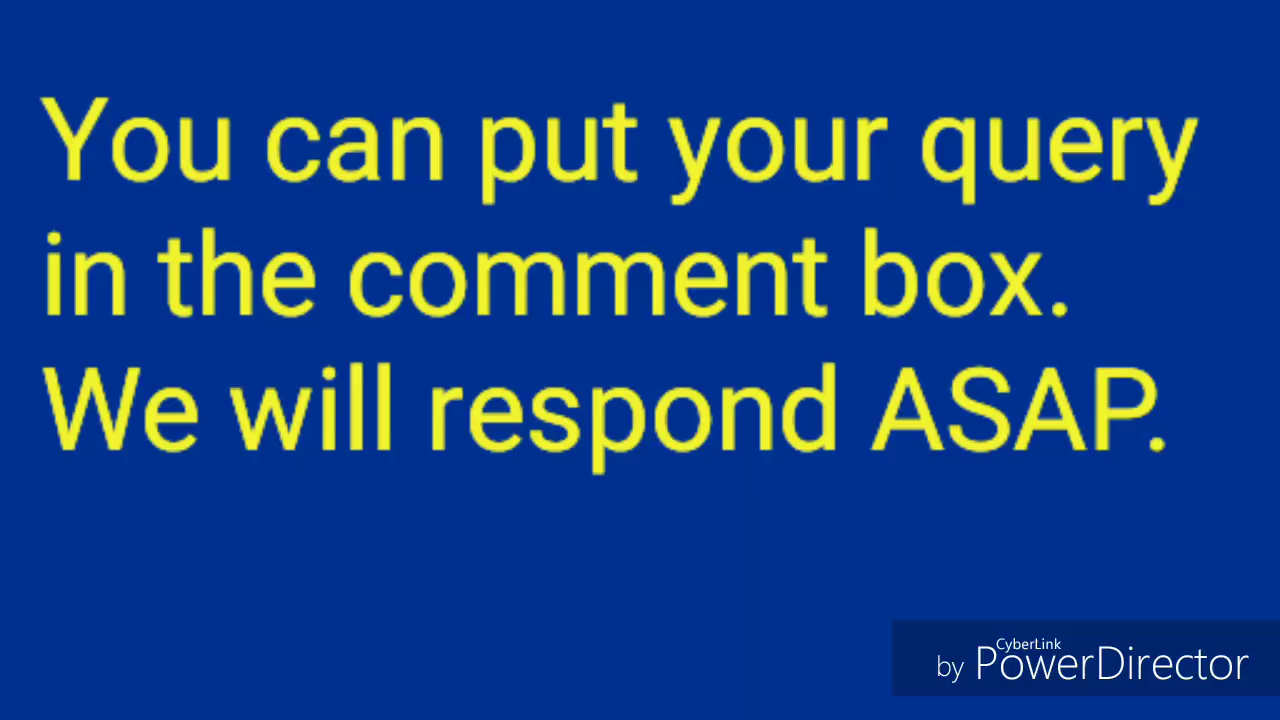 You can put your query
in the comment box.
We will respond ASAP.
CyberLink
by PowerDirector